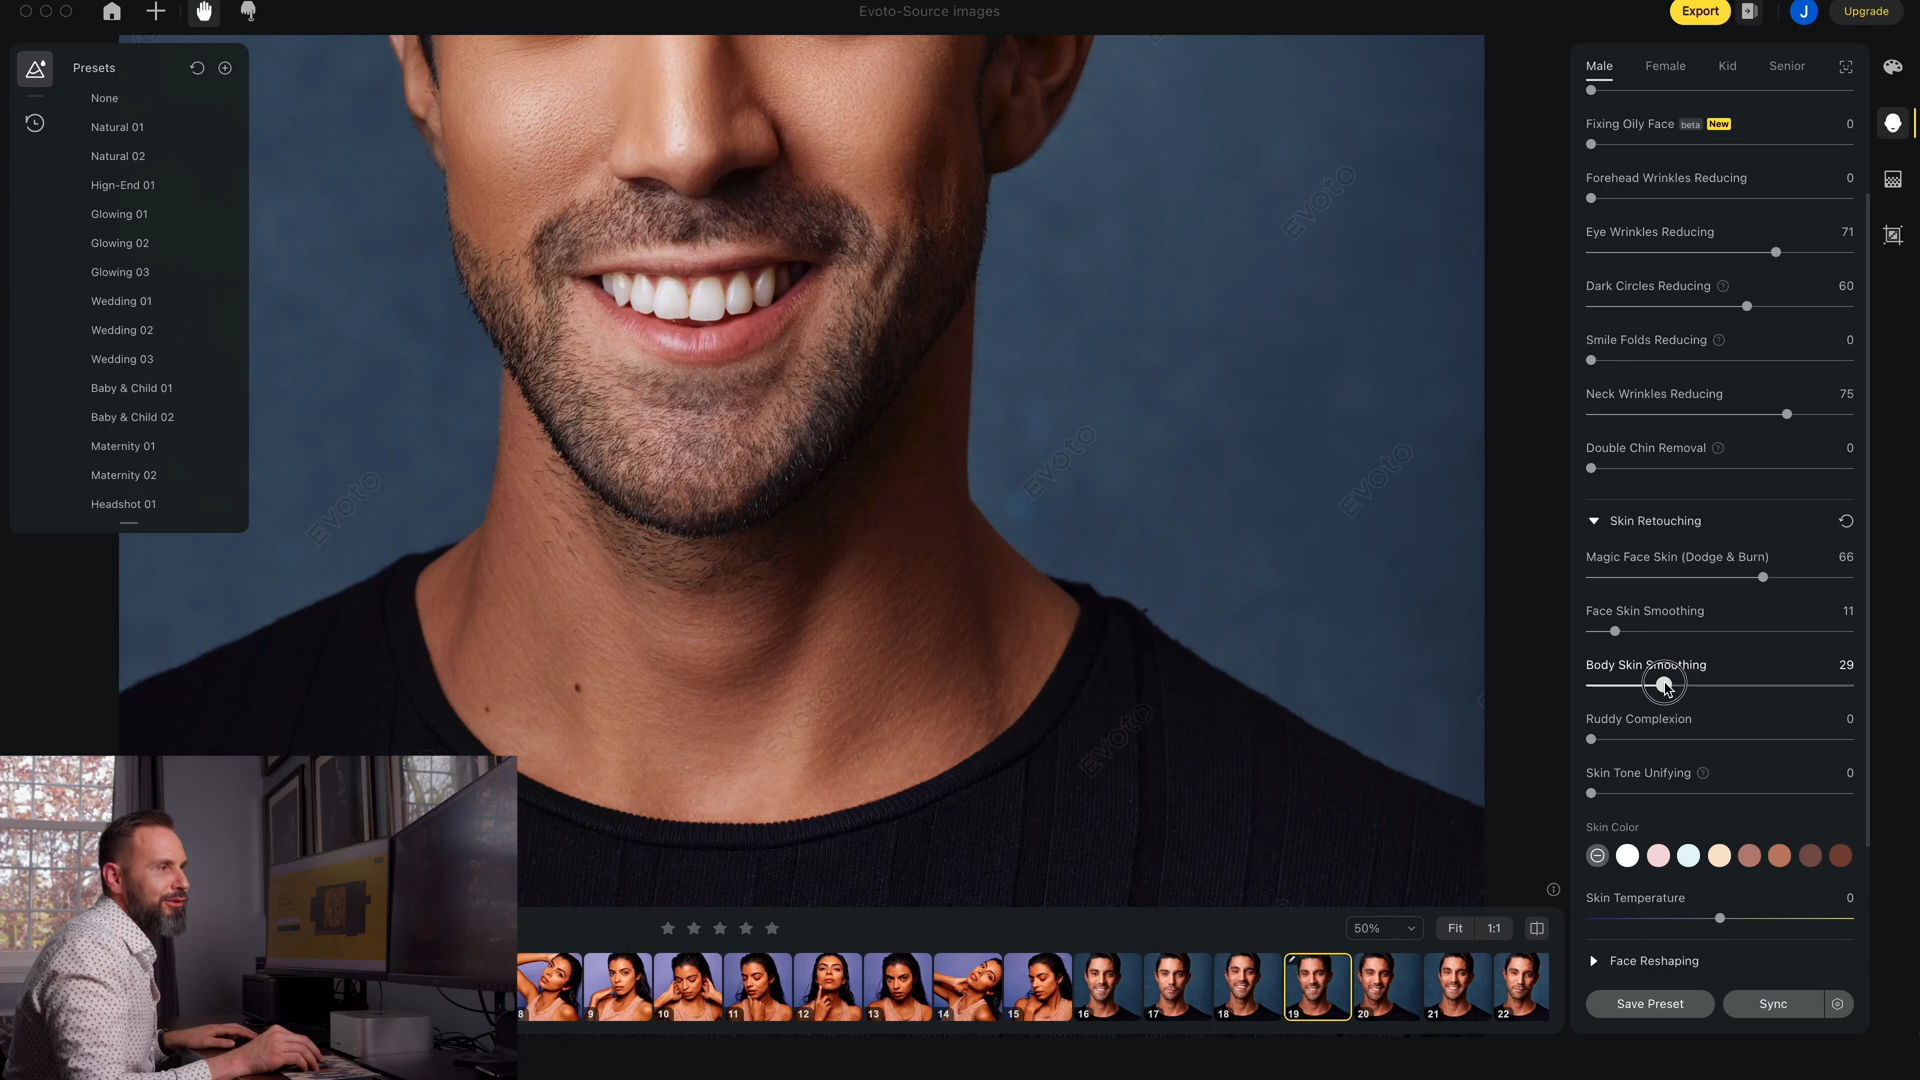 Evoto-Source images
Export
J
Upgrade
Presets
None
Natural 01
Natural 02
Hign-End 01
Glowing 01
Glowing 02
Glowing 03
Wedding 01
Wedding 02
Wedding 03
Baby & Child 01
Baby & Child 02
Maternity 01
Maternity 02
Headshot 01
EVOTO
EVOTO
EVOTO
EVOTO
EVOTO
EVOTO
Male Female Kid Senior
Fixing Oily Face beta New 0
Forehead Wrinkles Reducing 0
Eye Wrinkles Reducing 71
Dark Circles Reducing ? 60
Smile Folds Reducing ? 0
Neck Wrinkles Reducing 75
Double Chin Removal ? 0
Skin Retouching
Magic Face Skin (Dodge & Burn) 66
Face Skin Smoothing 11
Body Skin Smoothing 29
Ruddy Complexion 0
Skin Tone Unifying ? 0
Skin Color
Skin Temperature 0
Face Reshaping
Save Preset Sync
50% Fit 1:1
8 9 10 11 12 13 14 15 16 17 18 19 20 21 22